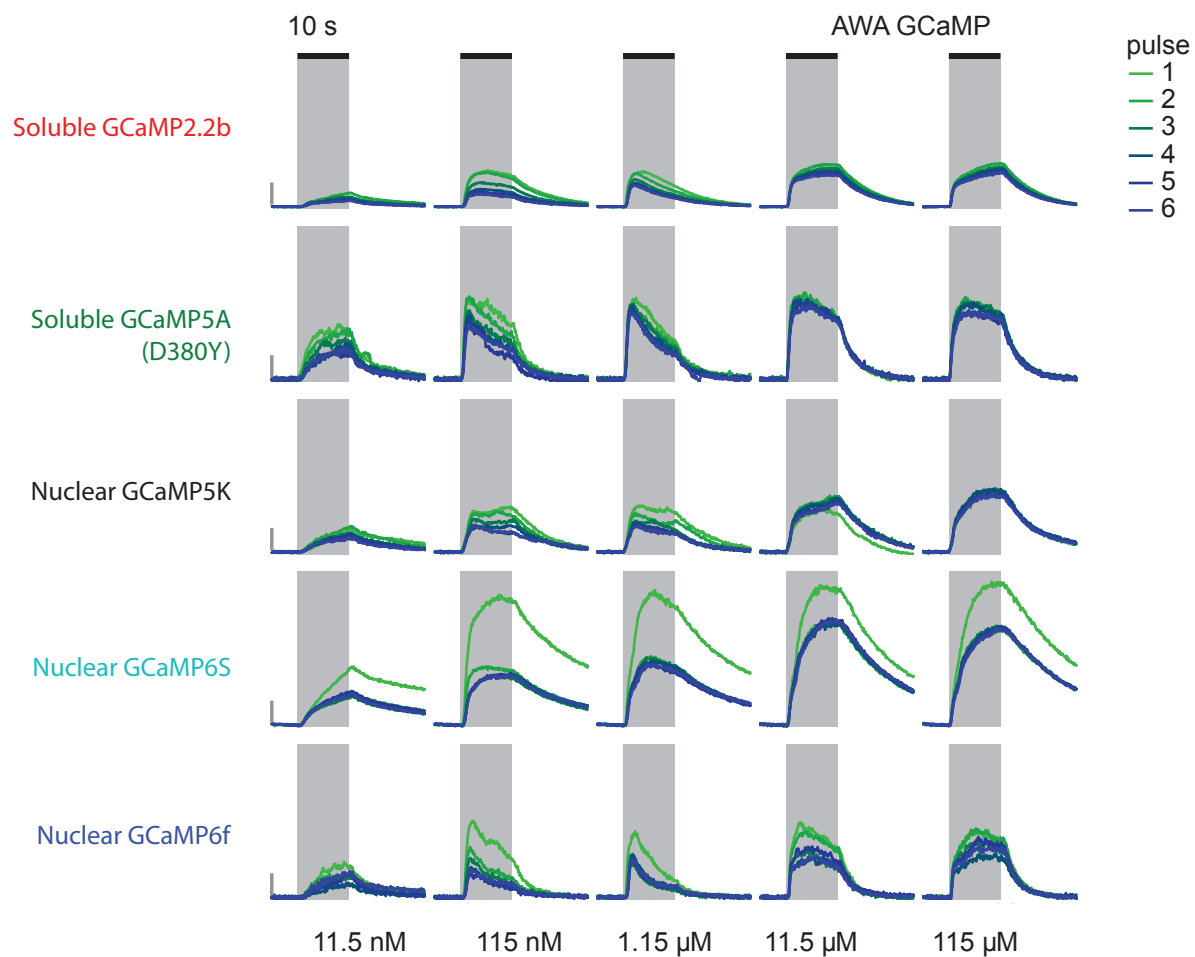 10 s
AWA GCaMP
pulse
1
2
3
4
5
6
Soluble GCaMP2.2b
Soluble GCaMP5A
(D380Y)
Nuclear GCaMP5K
Nuclear GCaMP6S
Nuclear GCaMP6f
11.5 nM
115 nM
1.15 µM
11.5 µM
115 µM